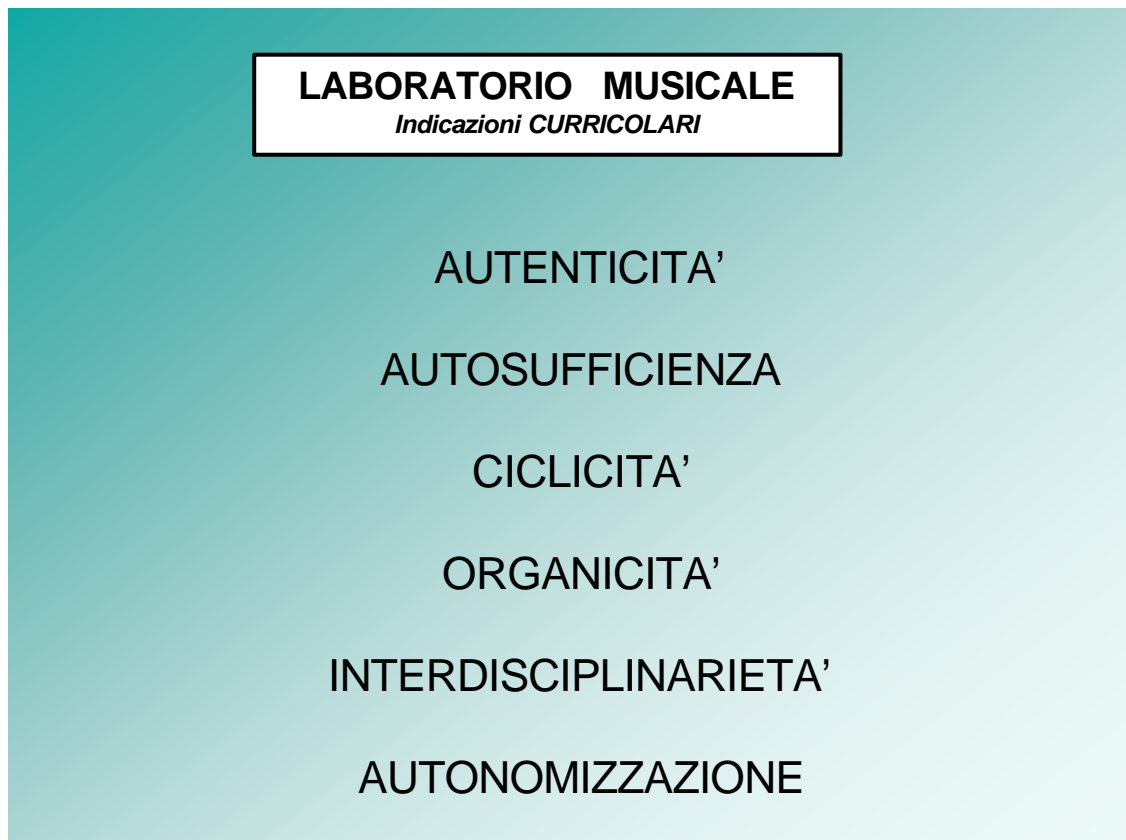 LABORATORIO MUSICALE
Indicazioni CURRICOLARI
AUTENTICITA’
AUTOSUFFICIENZA
CICLICITA’
ORGANICITA’
INTERDISCIPLINARIETA’
AUTONOMIZZAZIONE